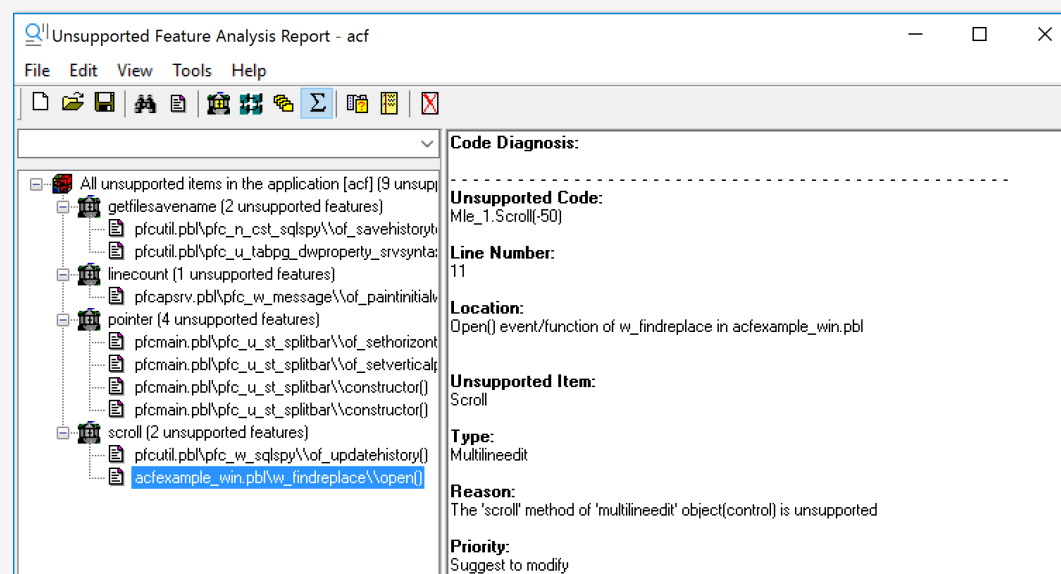 Unsupported Feature Analysis Report - acf
File Edit View Tools Help
All unsupported items in the application [acf] (9 unsupp
getfilesavename (2 unsupported features)
pfcutil.pbl\pfc_n_cst_sqlspy\\of_savehistoryt
pfcutil.pbl\pfc_u_tabpg_dwproperty_srvsynta
linecount (1 unsupported features)
pfcapsrv.pbl\pfc_w_message\\of_paintinitialw
pointer (4 unsupported features)
pfcmain.pbl\pfc_u_st_splitbar\\of_sethorizont
pfcmain.pbl\pfc_u_st_splitbar\\of_setverticalp
pfcmain.pbl\pfc_u_st_splitbar\\constructor()
pfcmain.pbl\pfc_u_st_splitbar\\constructor()
scroll (2 unsupported features)
pfcutil.pbl\pfc_w_sqlspy\\of_updatehistory()
acfexample_win.pbl\w_findreplace\\open()
Code Diagnosis:
- - - - - - - - - - - - - - - - - - - - - - - - - - - - - - - - - - - - - - - - - - - - - - - - - -
Unsupported Code:
Mle_1.Scroll(-50)
Line Number:
11
Location:
Open() event/function of w_findreplace in acfexample_win.pbl
Unsupported Item:
Scroll
Type:
Multilineedit
Reason:
The 'scroll' method of 'multilineedit' object(control) is unsupported
Priority:
Suggest to modify